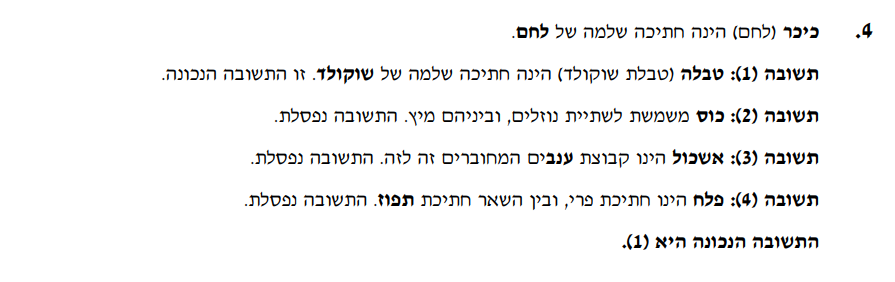 4. כיכר (לחם) הינה חתיכה שלמה של לחם.
תשובה (1): טבלה (טבלת שוקולד) הינה חתיכה שלמה של שוקולד. זו התשובה הנכונה.
תשובה (2): כוס משמשת לשתיית נוזלים, וביניהם מיץ. התשובה נפסלת.
תשובה (3): אשכול הינו קבוצת ענבים המחוברים זה לזה. התשובה נפסלת.
תשובה (4): פלח הינו חתיכת פרי, ובין השאר חתיכת תפוז. התשובה נפסלת.
התשובה הנכונה היא (1).